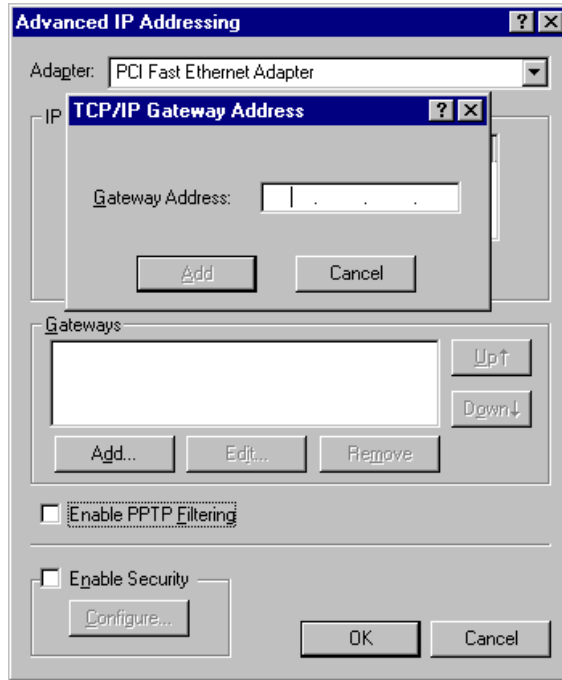 Advanced IP Addressing
Adapter: PCI Fast Ethernet Adapter
IP
TCP/IP Gateway Address
Gateway Address: . . .
Add Cancel
Gateways
Up↑
Down↓
Add... Edit... Remove
Enable PPTP Filtering
Enable Security
Configure...
OK Cancel